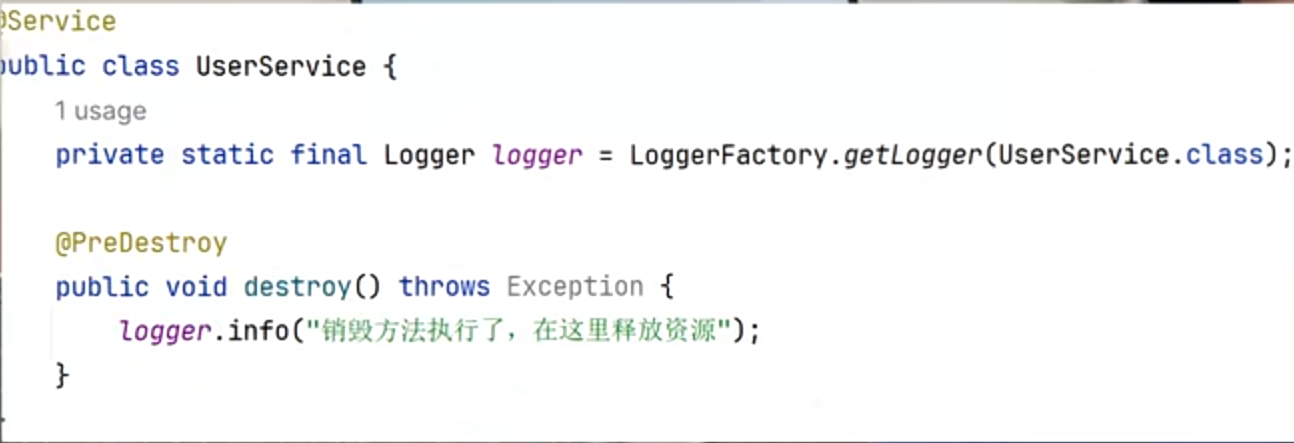 @Service
public class UserService {
1 usage
private static final Logger logger = LoggerFactory.getLogger(UserService.class);
@PreDestroy
public void destroy() throws Exception {
logger.info("销毁方法执行了，在这里释放资源");
}